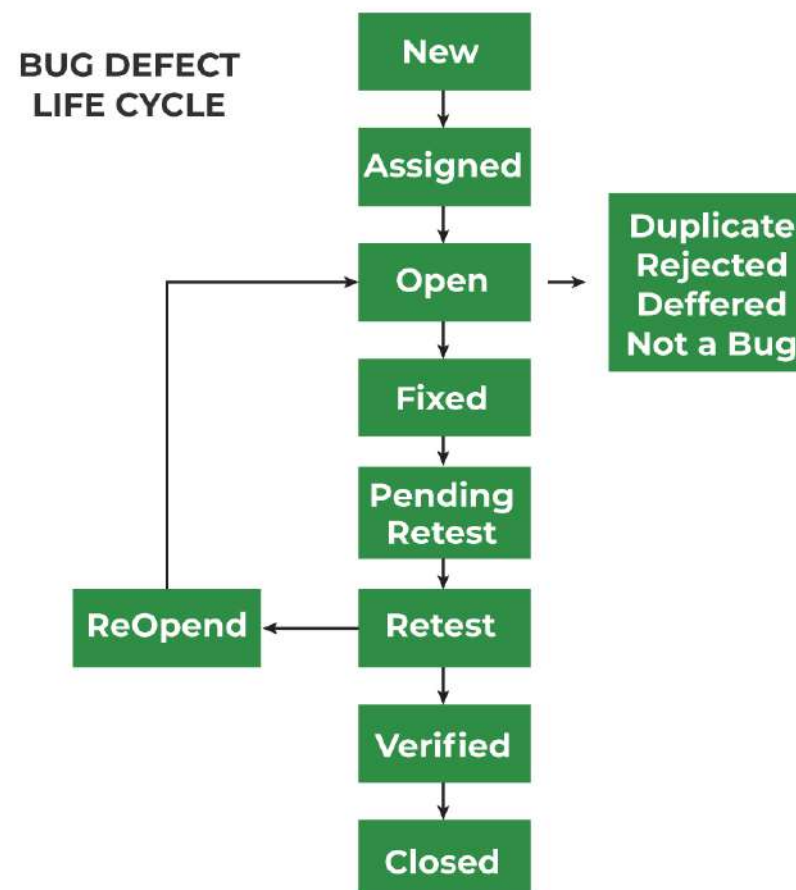 BUG DEFECT
LIFE CYCLE
New
Assigned
Open
Duplicate
Rejected
Deffered
Not a Bug
Fixed
Pending
Retest
ReOpend
Retest
Verified
Closed